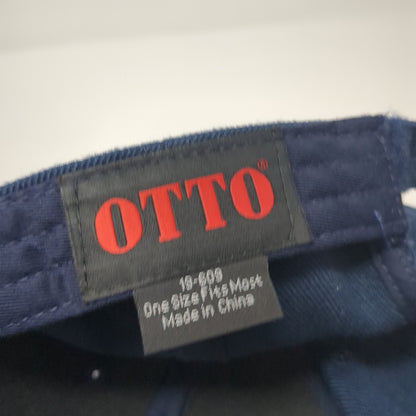 OTTO®
19-609
One Size Fits Most
Made in China